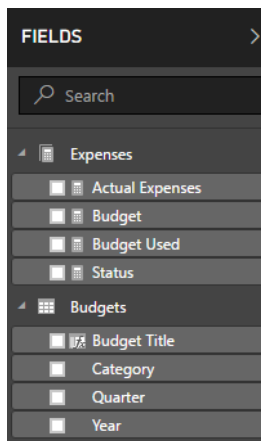 FIELDS
Search
Expenses
Actual Expenses
Budget
Budget Used
Status
Budgets
Budget Title
Category
Quarter
Year